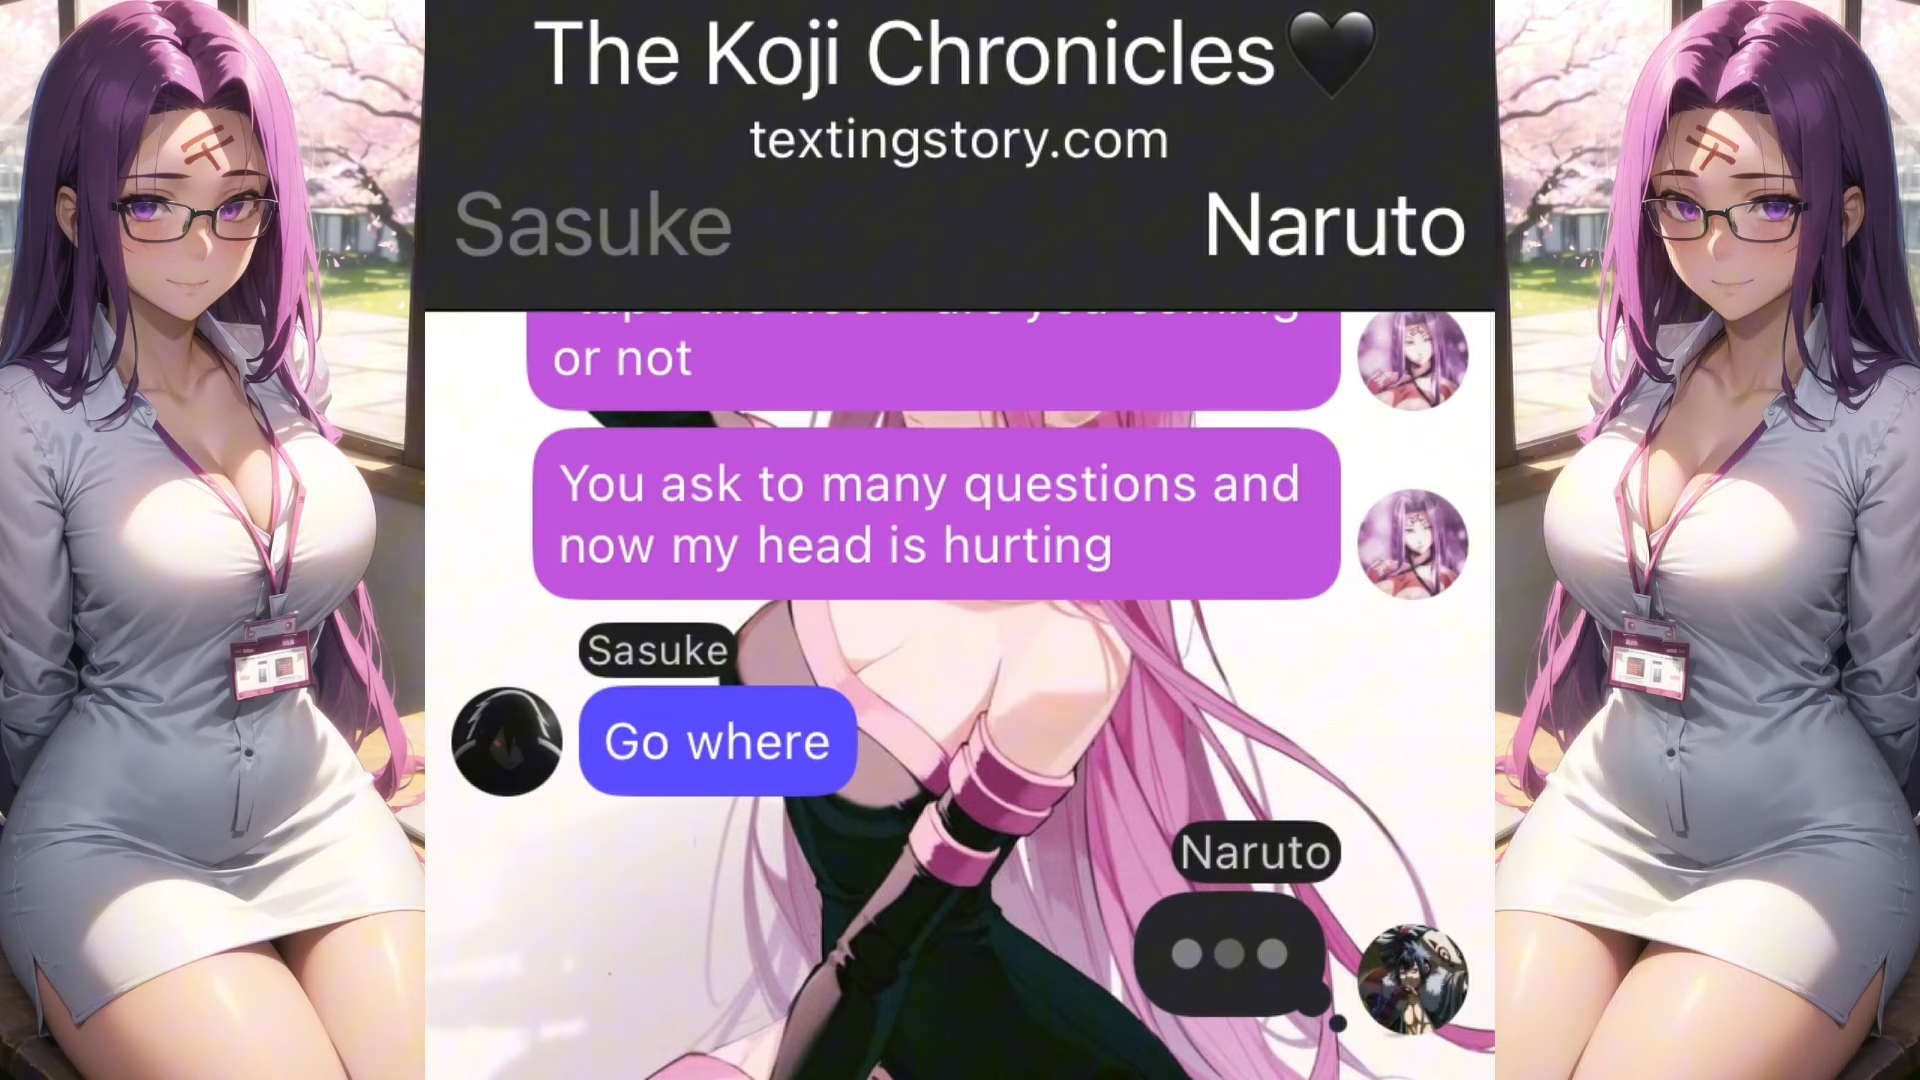 The Koji Chronicles🖤
textingstory.com
Sasuke
Naruto
or not
You ask to many questions and
now my head is hurting
Sasuke
Go where
Naruto